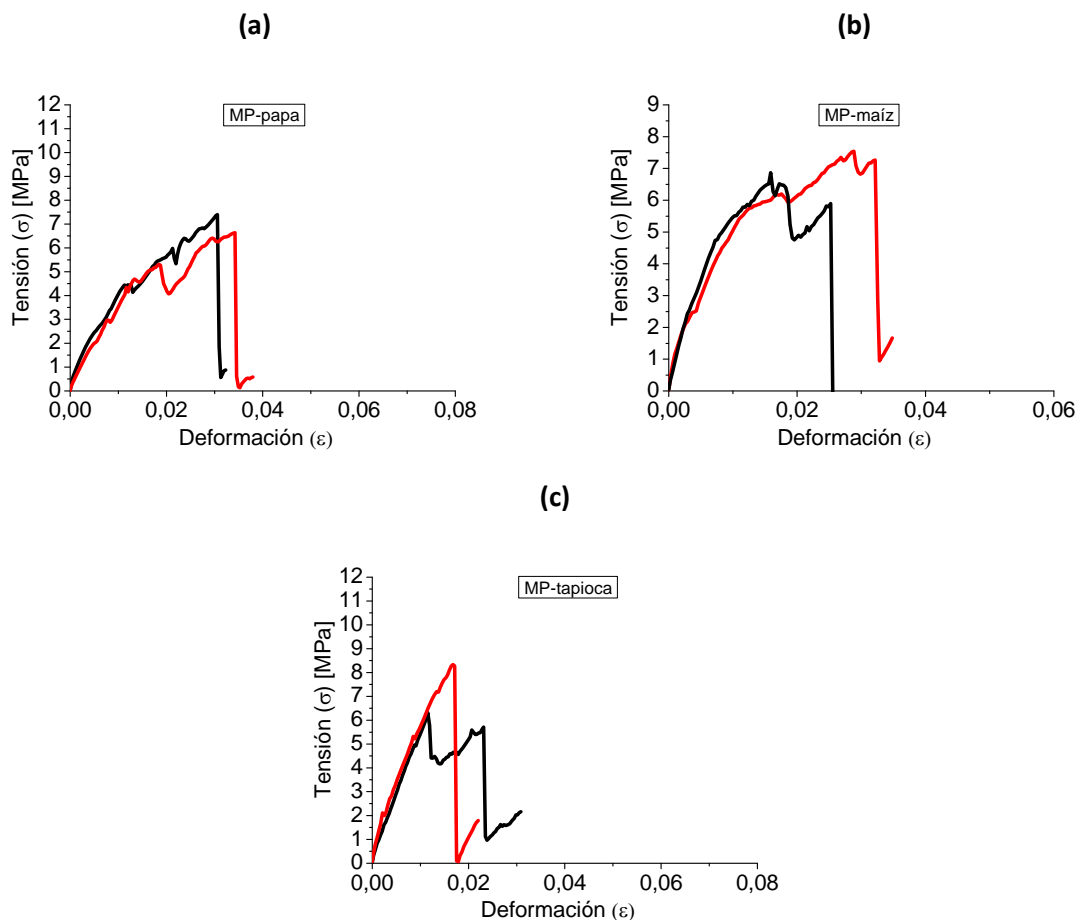 (a)
MP-papa
Tensión (σ) [MPa]
12
11
10
9
8
7
6
5
4
3
2
1
0
0,00 0,02 0,04 0,06 0,08
Deformación (ε)
(b)
MP-maíz
Tensión (σ) [MPa]
9
8
7
6
5
4
3
2
1
0
0,00 0,02 0,04 0,06
Deformación (ε)
(c)
MP-tapioca
Tensión (σ) [MPa]
12
11
10
9
8
7
6
5
4
3
2
1
0
0,00 0,02 0,04 0,06 0,08
Deformación (ε)